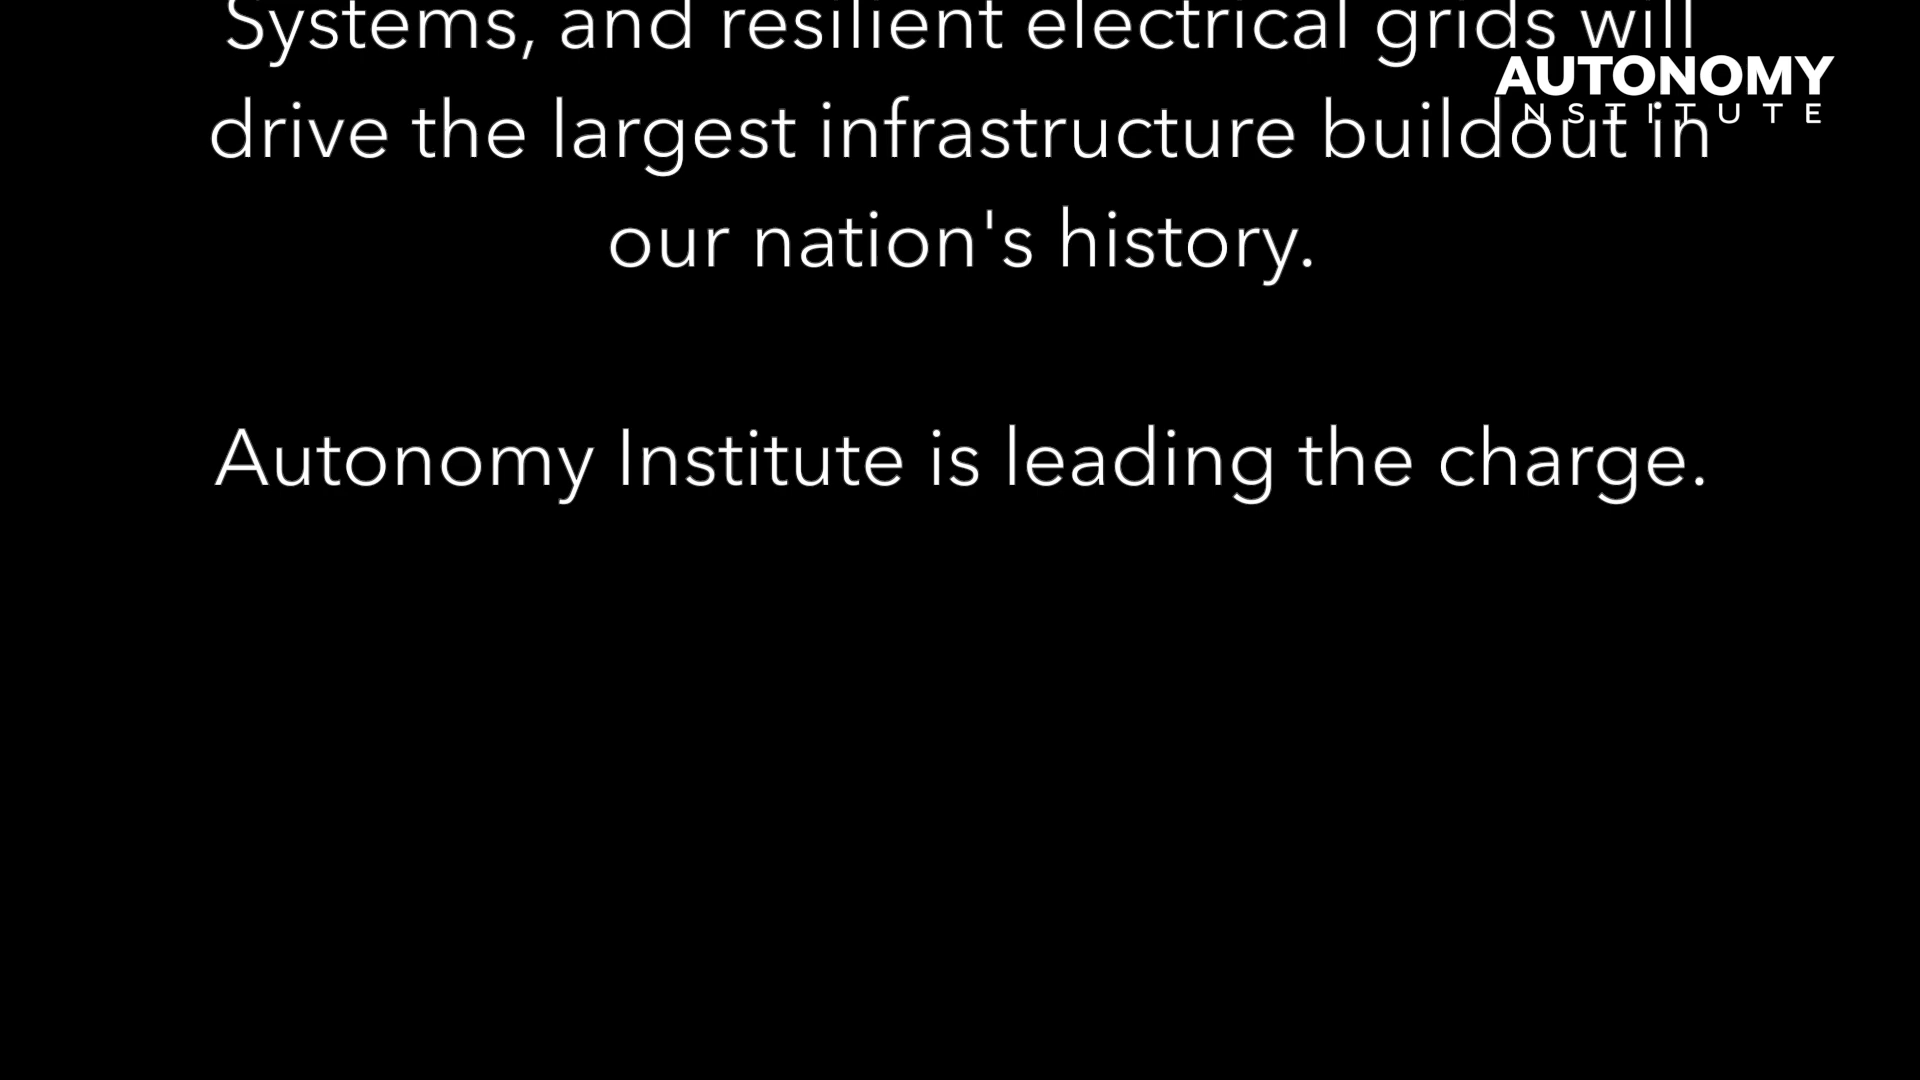 Systems, and resilient electrical grids will
AUTONOMY
INSTITUTE
drive the largest infrastructure buildout in
our nation's history.
Autonomy Institute is leading the charge.